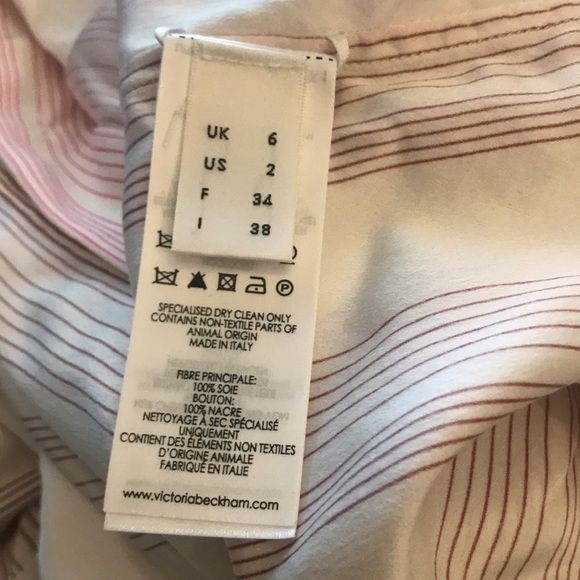 UK 6
US 2
F 34
I 38
P
SPECIALISED DRY CLEAN ONLY
CONTAINS NON-TEXTILE PARTS OF
ANIMAL ORIGIN
MADE IN ITALY
FIBRE PRINCIPALE:
100% SOIE
BOUTON:
100% NACRE
NETTOYAGE À SEC SPÉCIALISÉ
UNIQUEMENT
CONTIENT DES ÉLÉMENTS NON TEXTILES
D'ORIGINE ANIMALE
FABRIQUÉ EN ITALIE
www.victoriabeckham.com